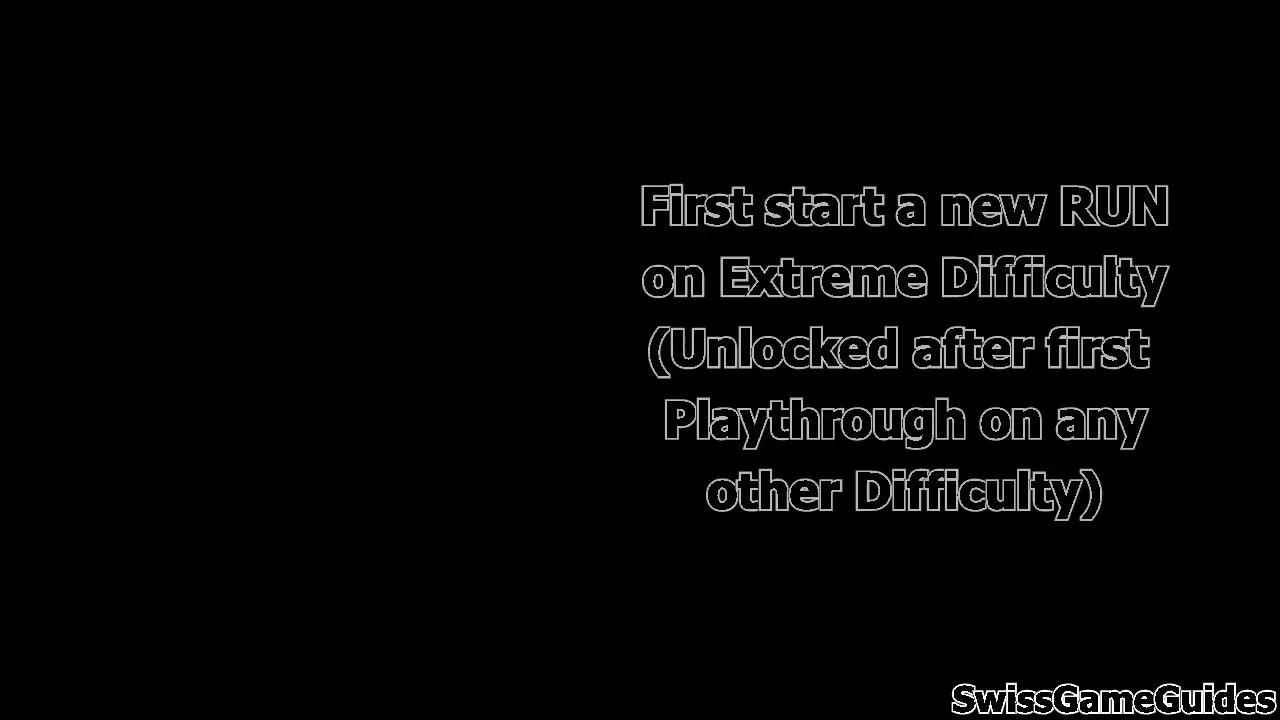 First start a new RUN
on Extreme Difficulty
(Unlocked after first
Playthrough on any
other Difficulty)
SwissGameGuides